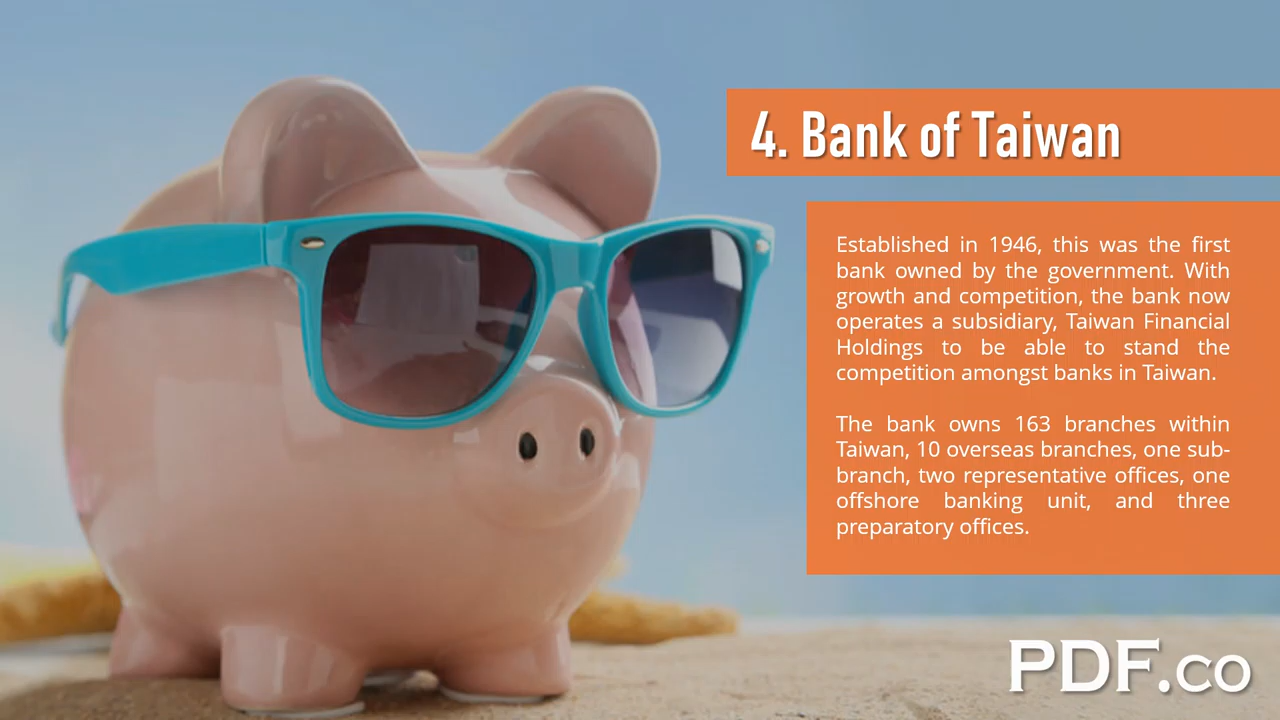 4. Bank of Taiwan
Established in 1946, this was the first
bank owned by the government. With
growth and competition, the bank now
operates a subsidiary, Taiwan Financial
Holdings to be able to stand the
competition amongst banks in Taiwan.
The bank owns 163 branches within
Taiwan, 10 overseas branches, one sub-
branch, two representative offices, one
offshore banking unit, and three
preparatory offices.
PDF.co